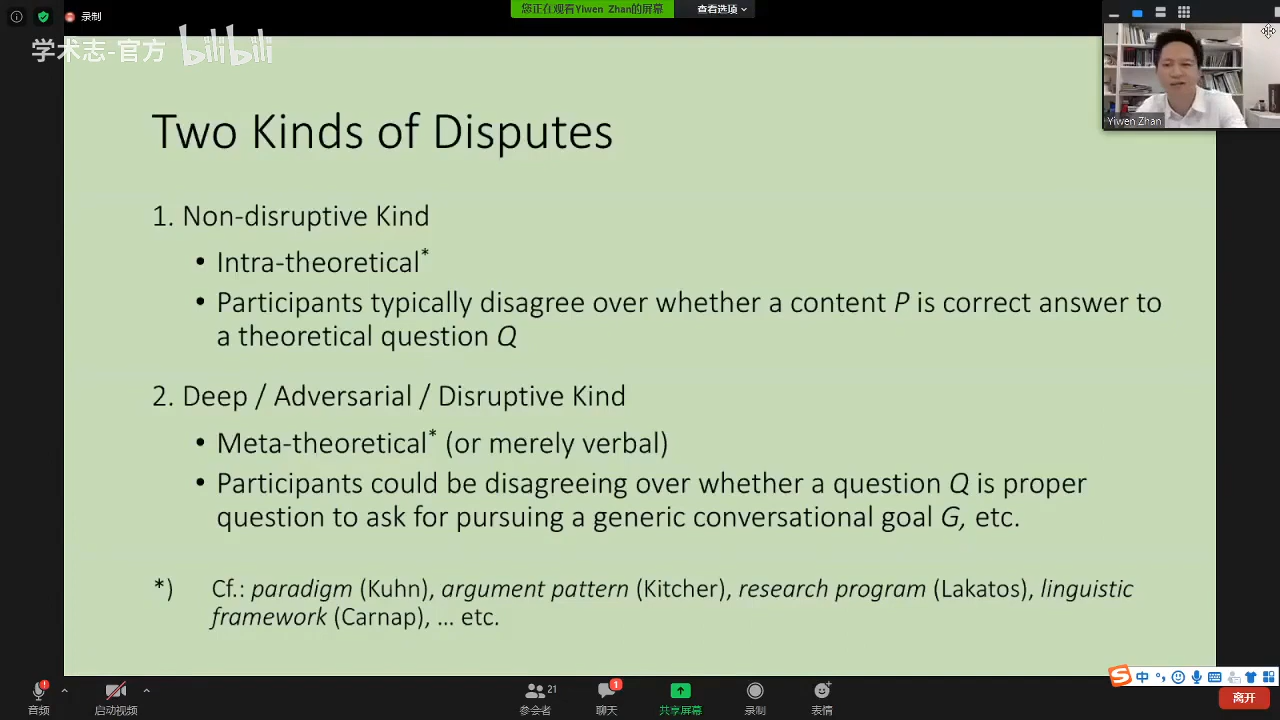 录制
您正在观看Yiwen Zhan的屏幕
查看选项
学术志-官方 bilibili
Yiwen Zhan
Two Kinds of Disputes
1. Non-disruptive Kind
• Intra-theoretical*
• Participants typically disagree over whether a content P is correct answer to
a theoretical question Q
2. Deep / Adversarial / Disruptive Kind
• Meta-theoretical* (or merely verbal)
• Participants could be disagreeing over whether a question Q is proper
question to ask for pursuing a generic conversational goal G, etc.
*) Cf.: paradigm (Kuhn), argument pattern (Kitcher), research program (Lakatos), linguistic
framework (Carnap), … etc.
中
21
1
音频
启动视频
参会者
聊天
共享屏幕
录制
表情
离开